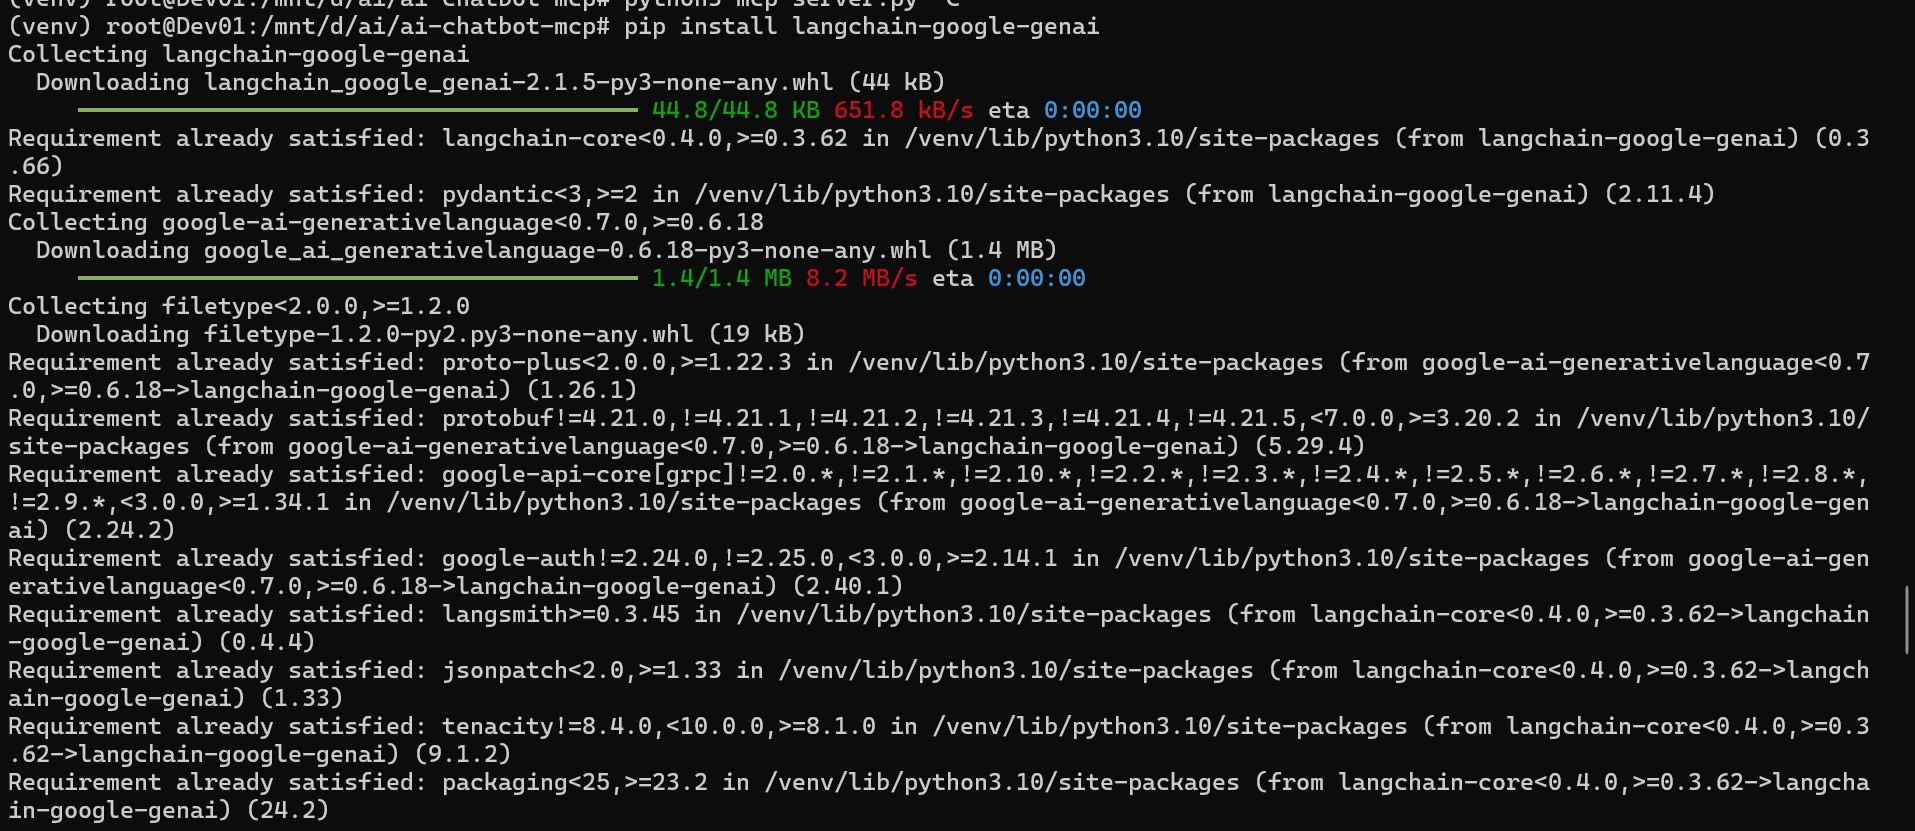 (venv) root@Dev01:/mnt/d/ai/ai-chatbot-mcp# python3 mcp server.py ^C
(venv) root@Dev01:/mnt/d/ai/ai-chatbot-mcp# pip install langchain-google-genai
Collecting langchain-google-genai
  Downloading langchain_google_genai-2.1.5-py3-none-any.whl (44 kB)
     44.8/44.8 KB 651.8 kB/s eta 0:00:00
Requirement already satisfied: langchain-core<0.4.0,>=0.3.62 in /venv/lib/python3.10/site-packages (from langchain-google-genai) (0.3
.66)
Requirement already satisfied: pydantic<3,>=2 in /venv/lib/python3.10/site-packages (from langchain-google-genai) (2.11.4)
Collecting google-ai-generativelanguage<0.7.0,>=0.6.18
  Downloading google_ai_generativelanguage-0.6.18-py3-none-any.whl (1.4 MB)
     1.4/1.4 MB 8.2 MB/s eta 0:00:00
Collecting filetype<2.0.0,>=1.2.0
  Downloading filetype-1.2.0-py2.py3-none-any.whl (19 kB)
Requirement already satisfied: proto-plus<2.0.0,>=1.22.3 in /venv/lib/python3.10/site-packages (from google-ai-generativelanguage<0.7
.0,>=0.6.18->langchain-google-genai) (1.26.1)
Requirement already satisfied: protobuf!=4.21.0,!=4.21.1,!=4.21.2,!=4.21.3,!=4.21.4,!=4.21.5,<7.0.0,>=3.20.2 in /venv/lib/python3.10/
site-packages (from google-ai-generativelanguage<0.7.0,>=0.6.18->langchain-google-genai) (5.29.4)
Requirement already satisfied: google-api-core[grpc]!=2.0.*,!=2.1.*,!=2.10.*,!=2.2.*,!=2.3.*,!=2.4.*,!=2.5.*,!=2.6.*,!=2.7.*,!=2.8.*,
!=2.9.*,<3.0.0,>=1.34.1 in /venv/lib/python3.10/site-packages (from google-ai-generativelanguage<0.7.0,>=0.6.18->langchain-google-gen
ai) (2.24.2)
Requirement already satisfied: google-auth!=2.24.0,!=2.25.0,<3.0.0,>=2.14.1 in /venv/lib/python3.10/site-packages (from google-ai-gen
erativelanguage<0.7.0,>=0.6.18->langchain-google-genai) (2.40.1)
Requirement already satisfied: langsmith>=0.3.45 in /venv/lib/python3.10/site-packages (from langchain-core<0.4.0,>=0.3.62->langchain
-google-genai) (0.4.4)
Requirement already satisfied: jsonpatch<2.0,>=1.33 in /venv/lib/python3.10/site-packages (from langchain-core<0.4.0,>=0.3.62->langch
ain-google-genai) (1.33)
Requirement already satisfied: tenacity!=8.4.0,<10.0.0,>=8.1.0 in /venv/lib/python3.10/site-packages (from langchain-core<0.4.0,>=0.3
.62->langchain-google-genai) (9.1.2)
Requirement already satisfied: packaging<25,>=23.2 in /venv/lib/python3.10/site-packages (from langchain-core<0.4.0,>=0.3.62->langcha
in-google-genai) (24.2)